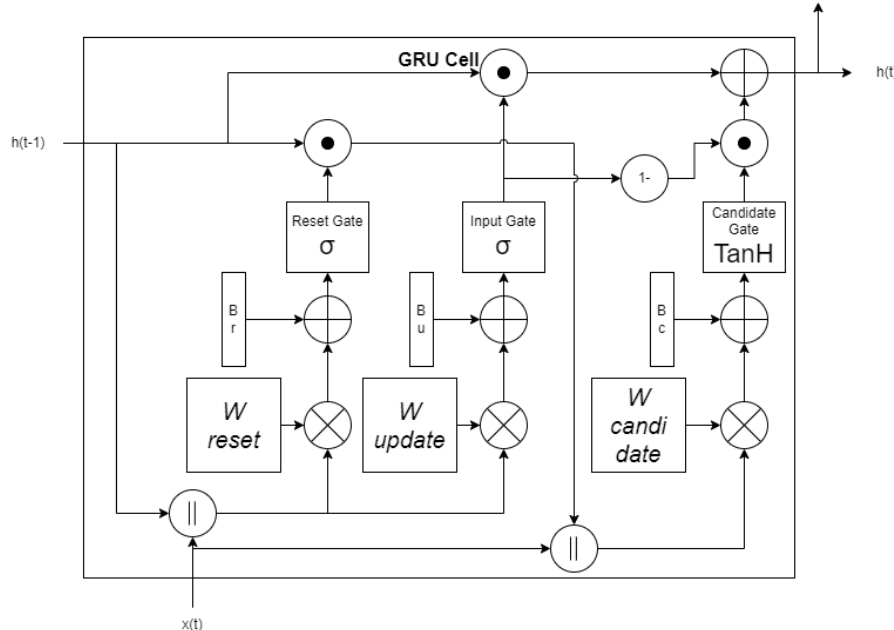 GRU Cell
h(t
h(t-1)
1-
Reset Gate
σ
Input Gate
σ
Candidate
Gate
TanH
B
r
B
u
B
c
W
reset
W
update
W
candi
date
||
||
x(t)